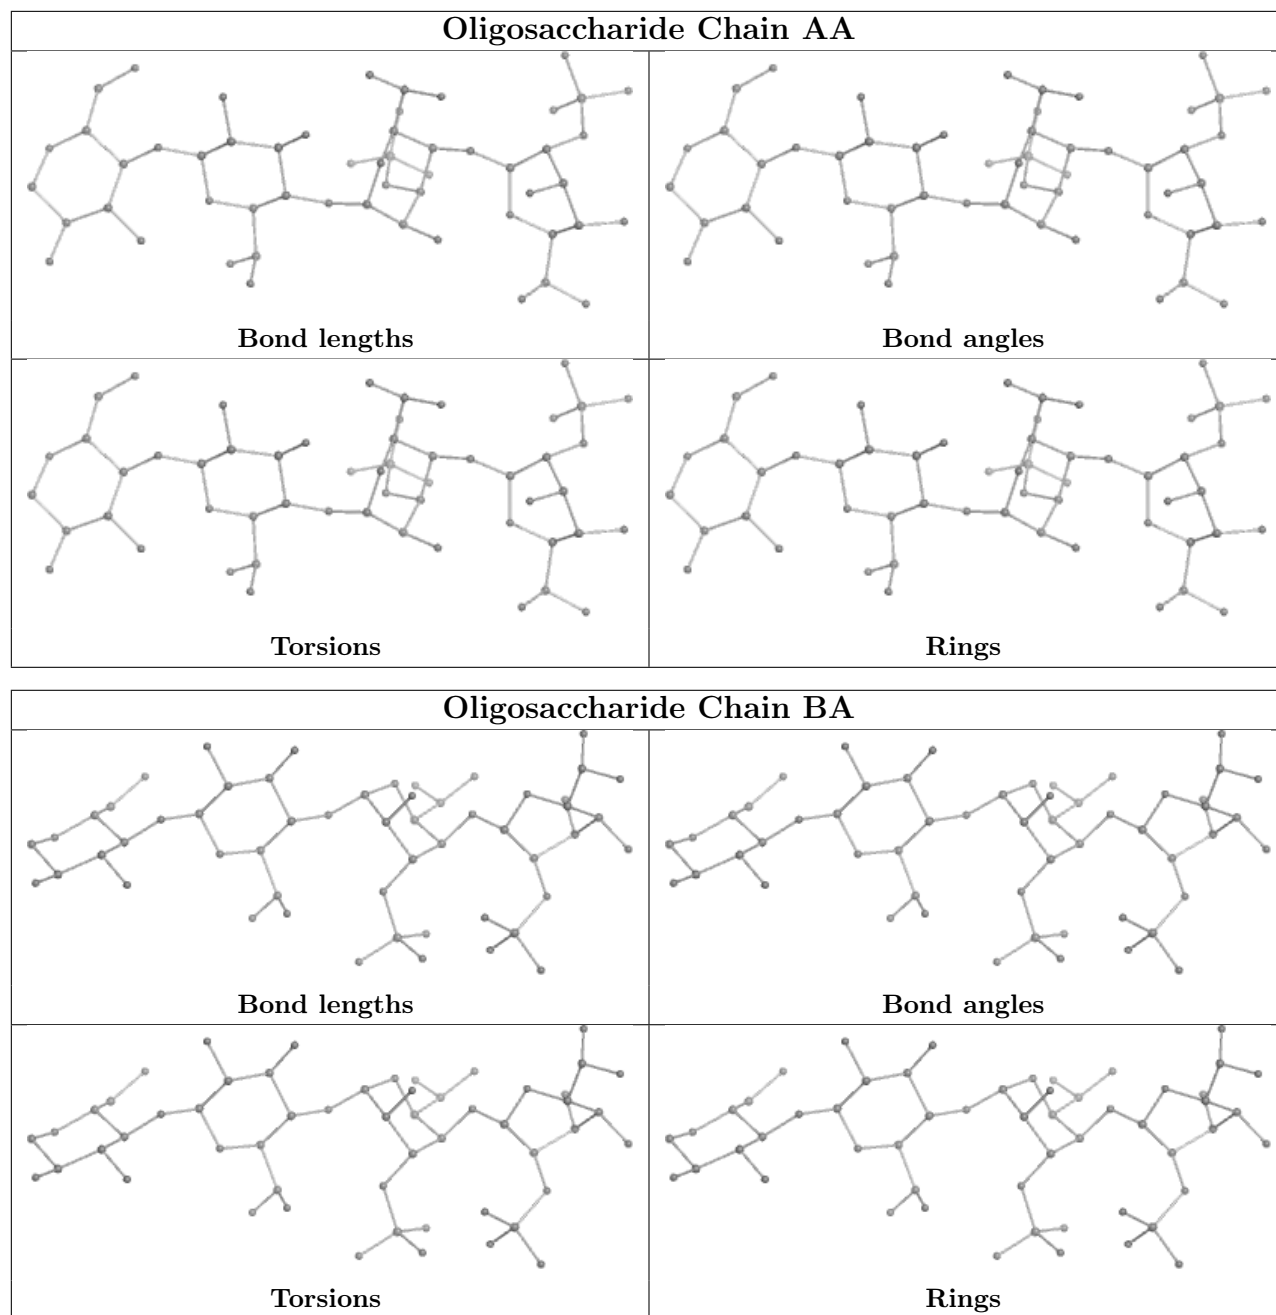 Oligosaccharide Chain AA
Bond lengths
Bond angles
Torsions
Rings
Oligosaccharide Chain BA
Bond lengths
Bond angles
Torsions
Rings